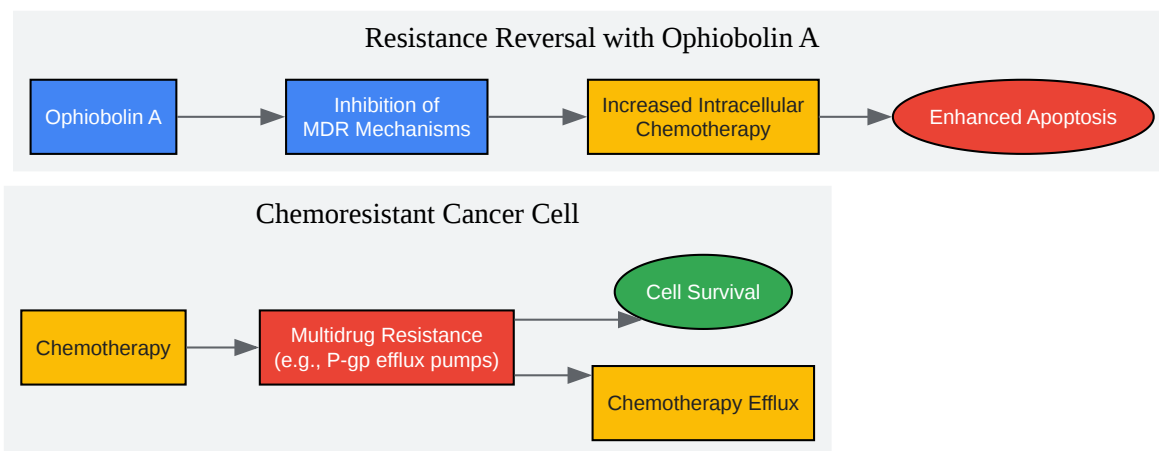 Resistance Reversal with Ophiobolin A
Ophiobolin A
Inhibition of
MDR Mechanisms
Increased Intracellular
Chemotherapy
Enhanced Apoptosis
Chemoresistant Cancer Cell
Chemotherapy
Multidrug Resistance
(e.g., P-gp efflux pumps)
Cell Survival
Chemotherapy Efflux